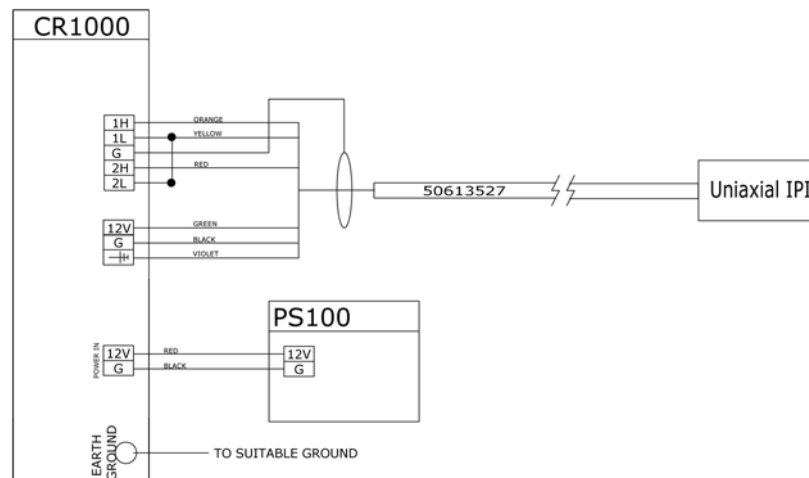 CR1000
1H
ORANGE
1L
YELLOW
G
2H
RED
2L
50613527
Uniaxial IPI
12V
GREEN
G
BLACK
VIOLET
PS100
POWER IN
12V
RED
12V
G
BLACK
G
EARTH
GROUND
TO SUITABLE GROUND